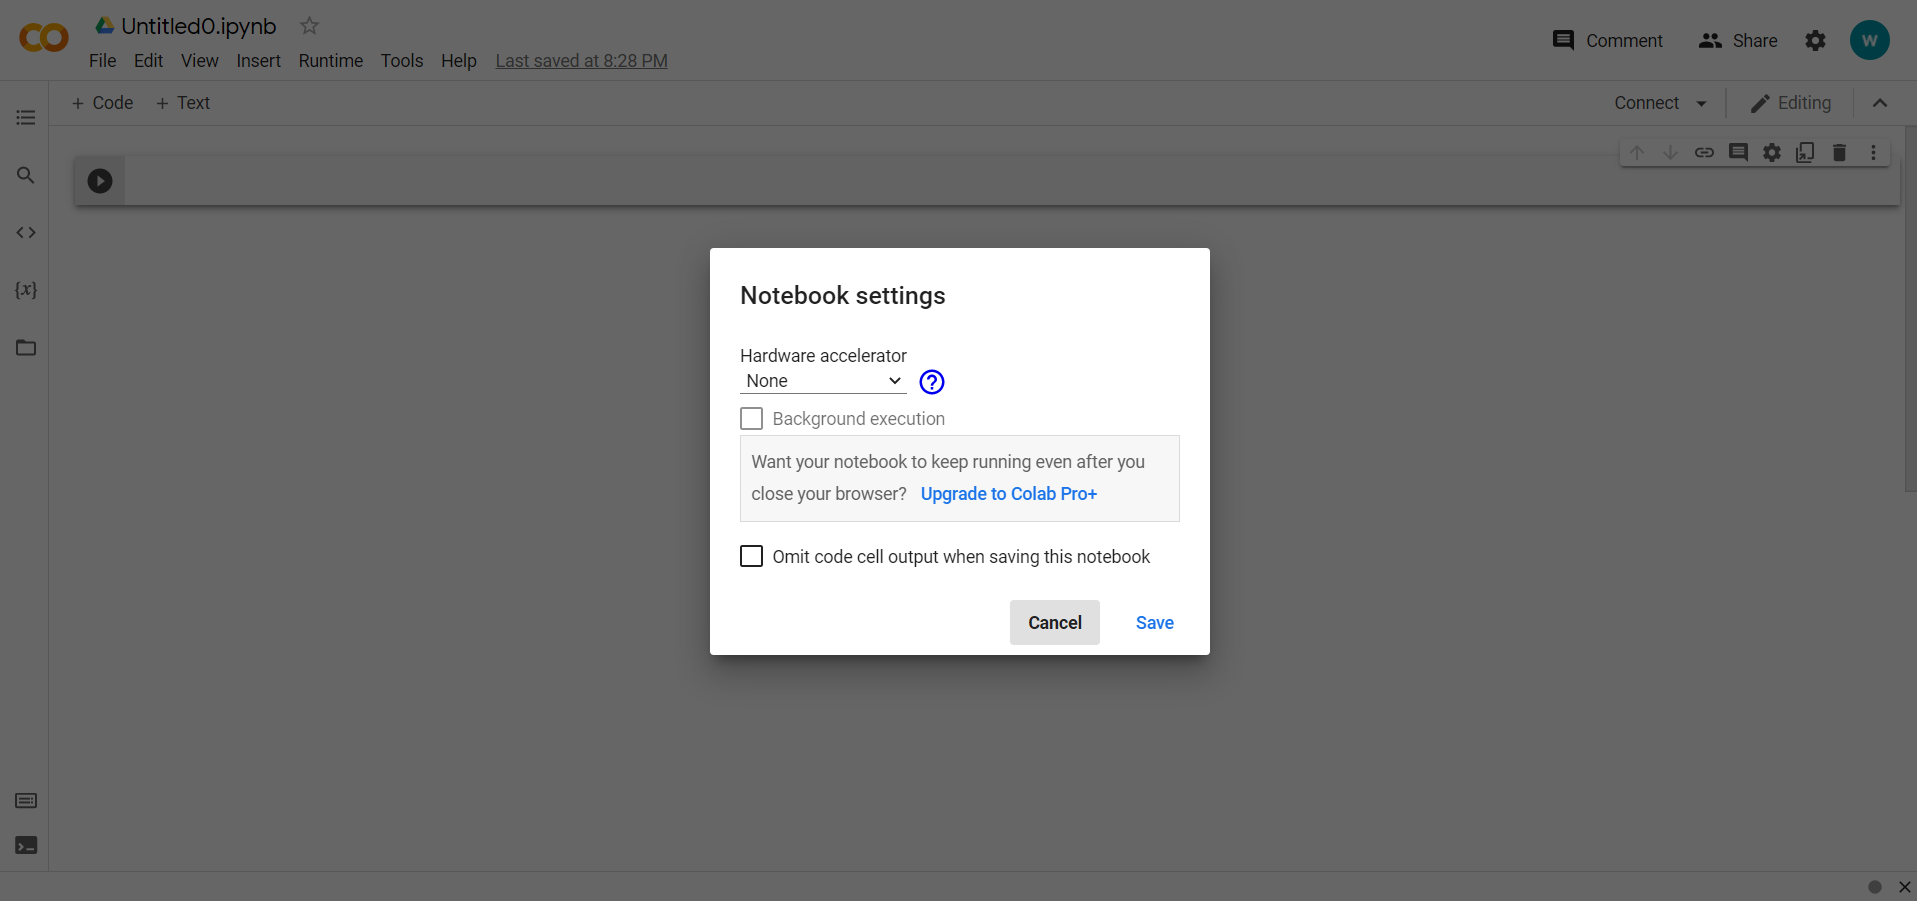 Untitled0.ipynb
File Edit View Insert Runtime Tools Help Last saved at 8:28 PM
Comment Share W
+ Code + Text
Connect Editing
{x}
Notebook settings
Hardware accelerator
None
Background execution
Want your notebook to keep running even after you
close your browser? Upgrade to Colab Pro+
Omit code cell output when saving this notebook
Cancel Save